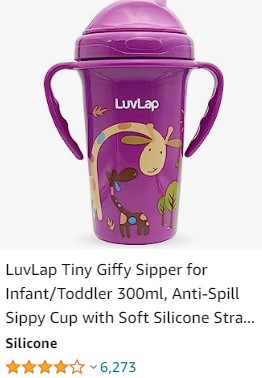 LuvLap
LuvLap Tiny Giffy Sipper for
Infant/Toddler 300ml, Anti-Spill
Sippy Cup with Soft Silicone Stra...
Silicone
6,273